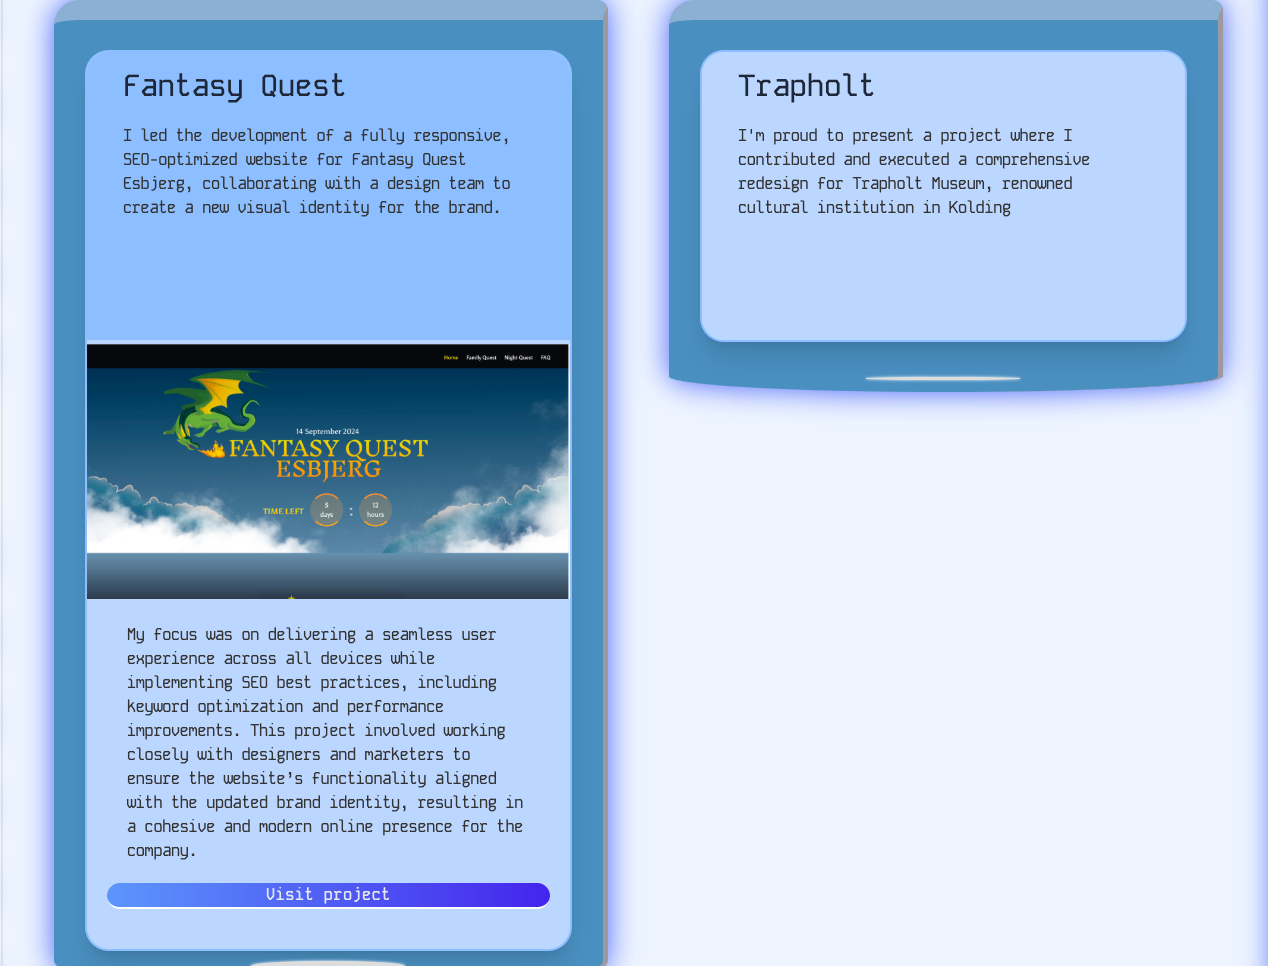 Fantasy Quest
I led the development of a fully responsive,
SEO-optimized website for Fantasy Quest
Esbjerg, collaborating with a design team to
create a new visual identity for the brand.
Home Family Quest Night Quest FAQ
14 September 2024
FANTASY QUEST
ESBJERG
TIME LEFT 5 days : 12 hours
My focus was on delivering a seamless user
experience across all devices while
implementing SEO best practices, including
keyword optimization and performance
improvements. This project involved working
closely with designers and marketers to
ensure the website’s functionality aligned
with the updated brand identity, resulting in
a cohesive and modern online presence for the
company.
Visit project
Trapholt
I'm proud to present a project where I
contributed and executed a comprehensive
redesign for Trapholt Museum, renowned
cultural institution in Kolding